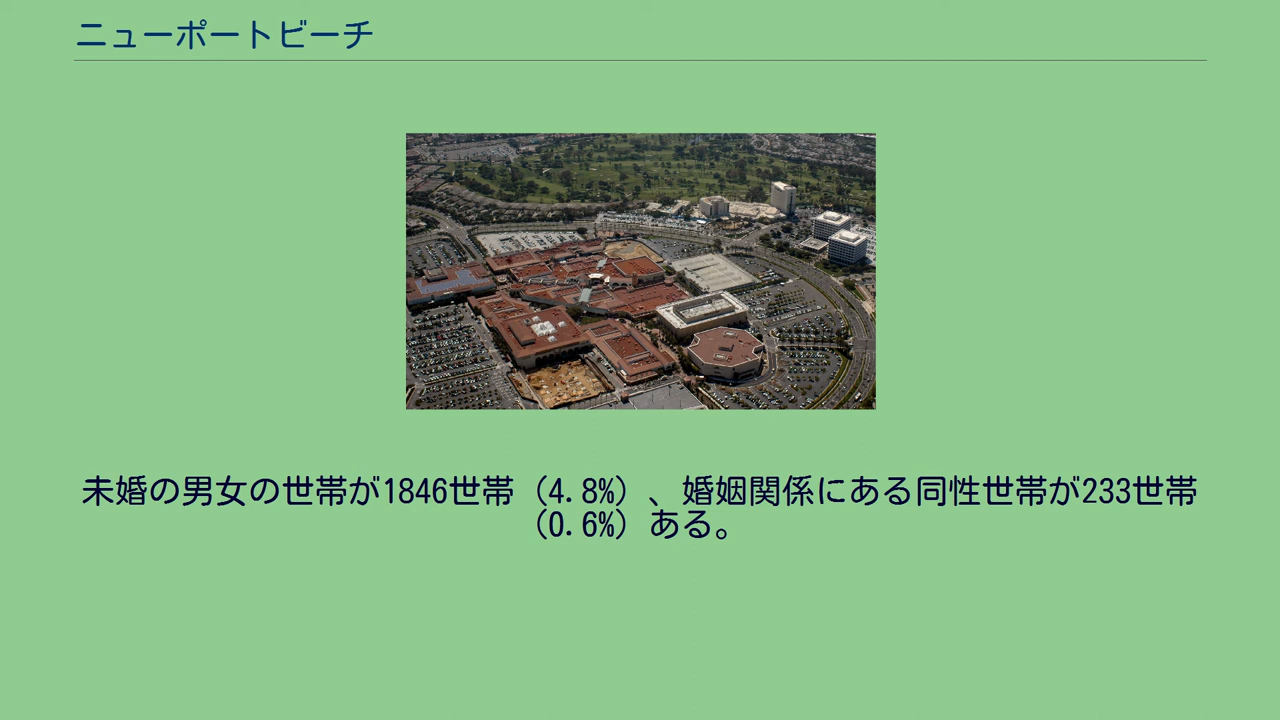 ニューポートビーチ
未婚の男女の世帯が1846世帯（4.8%）、婚姻関係にある同性世帯が233世帯
（0.6%）ある。